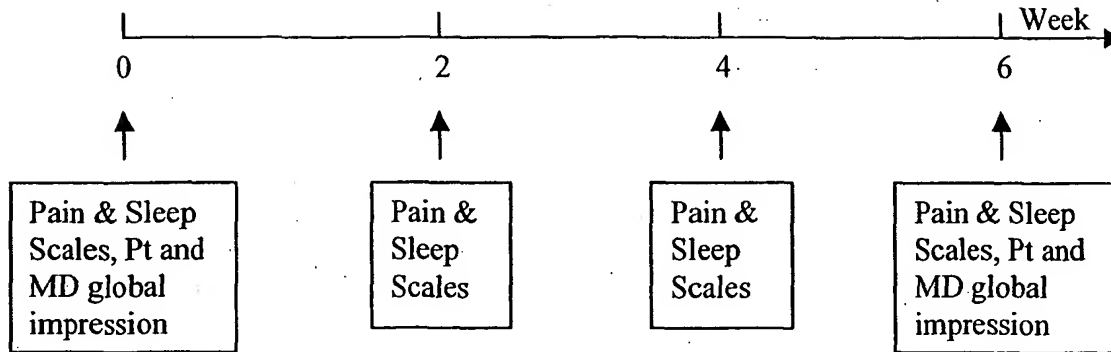 Week
0
2
4
6
Pain & Sleep
Scales, Pt and
MD global
impression
Pain &
Sleep
Scales
Pain &
Sleep
Scales
Pain & Sleep
Scales, Pt and
MD global
impression